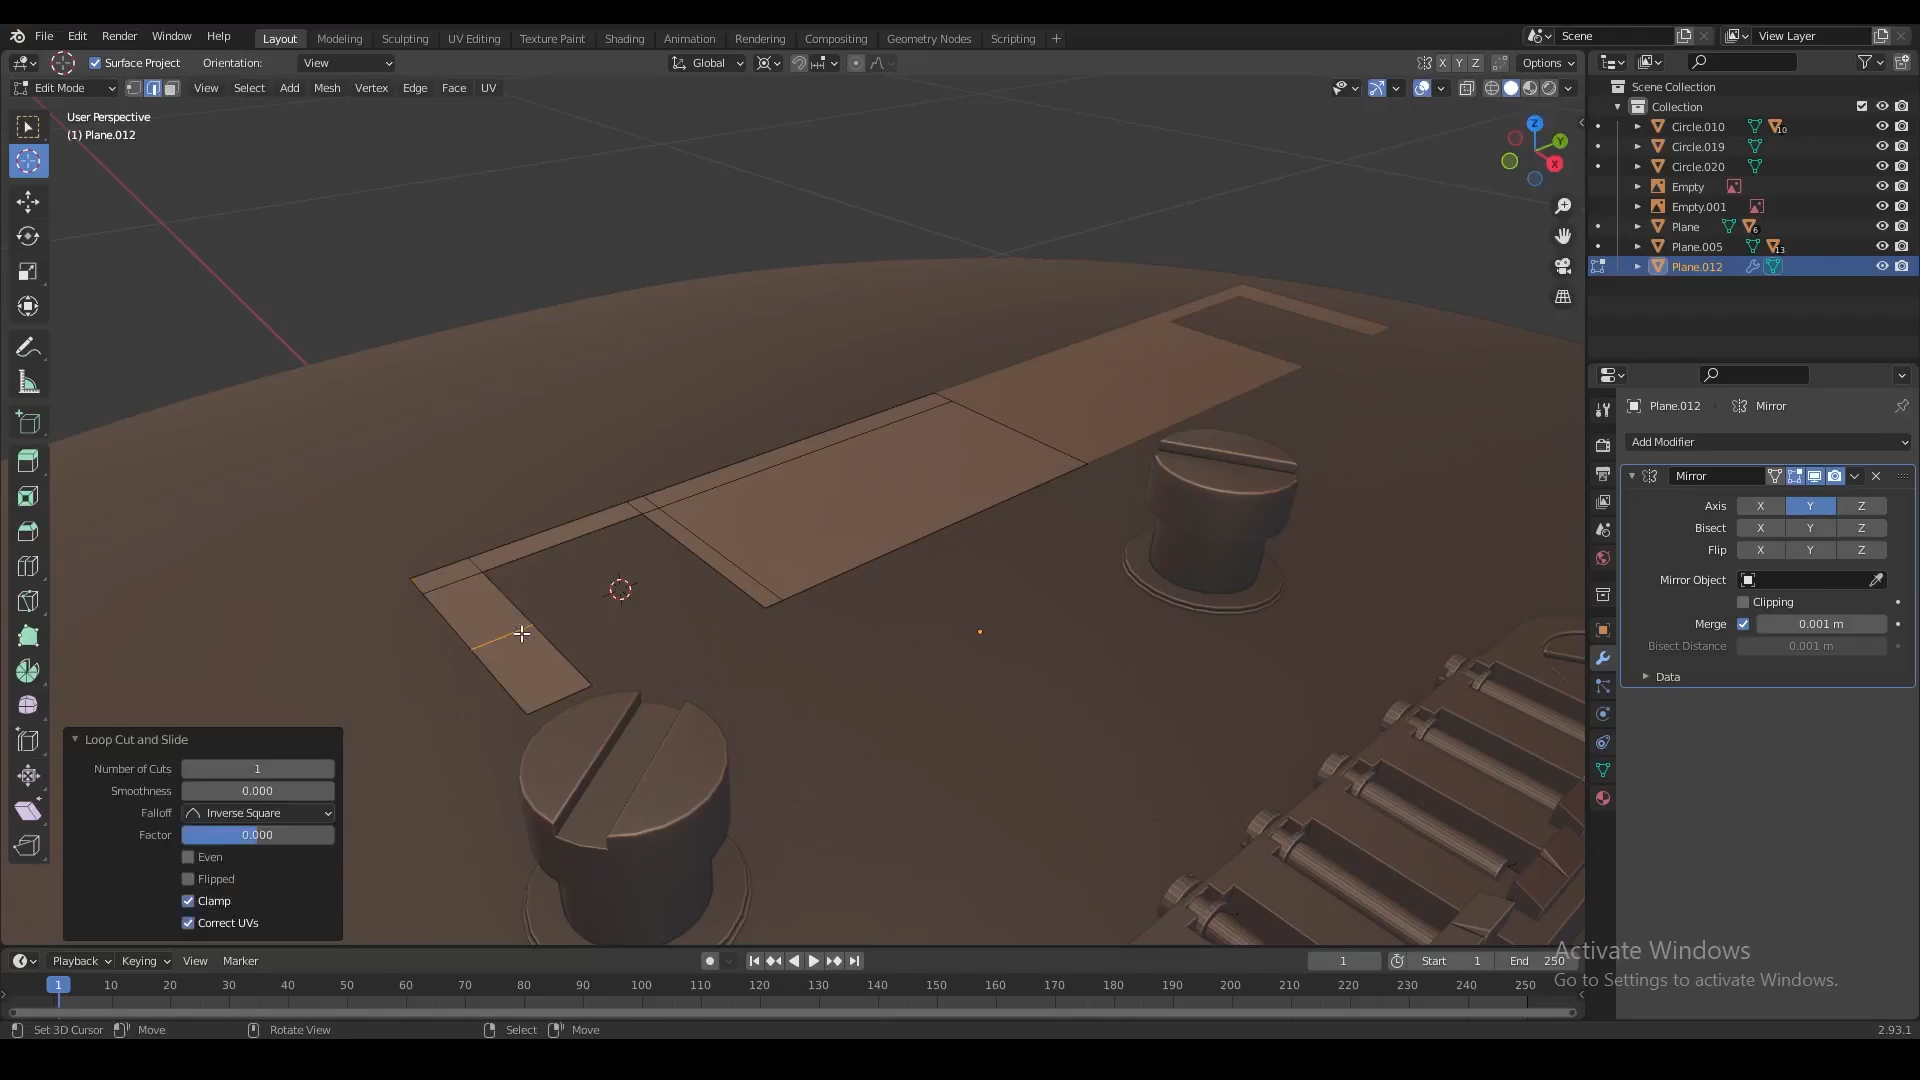 File Edit Render Window Help Layout Modeling Sculpting UV Editing Texture Paint Shading Animation Rendering Compositing Geometry Nodes Scripting + Scene View Layer
Surface Project Orientation: View Global X Y Z Options
Edit Mode View Select Add Mesh Vertex Edge Face UV
User Perspective
(1) Plane.012
Z
Y
X
Scene Collection
Collection
Circle.010 10
Circle.019
Circle.020
Empty
Empty.001
Plane 6
Plane.005 13
Plane.012
Plane.012 Mirror
Add Modifier
Mirror
Axis X Y Z
Bisect X Y Z
Flip X Y Z
Mirror Object
Clipping
Merge 0.001 m
Bisect Distance 0.001 m
Data
Loop Cut and Slide
Number of Cuts 1
Smoothness 0.000
Falloff Inverse Square
Factor 0.000
Even
Flipped
Clamp
Correct UVs
Activate Windows
Go to Settings to activate Windows.
Playback Keying View Marker 1 Start 1 End 250
1 10 20 30 40 50 60 70 80 90 100 110 120 130 140 150 160 170 180 190 200 210 220 230 240 250
Set 3D Cursor Move Rotate View Select Move 2.93.1